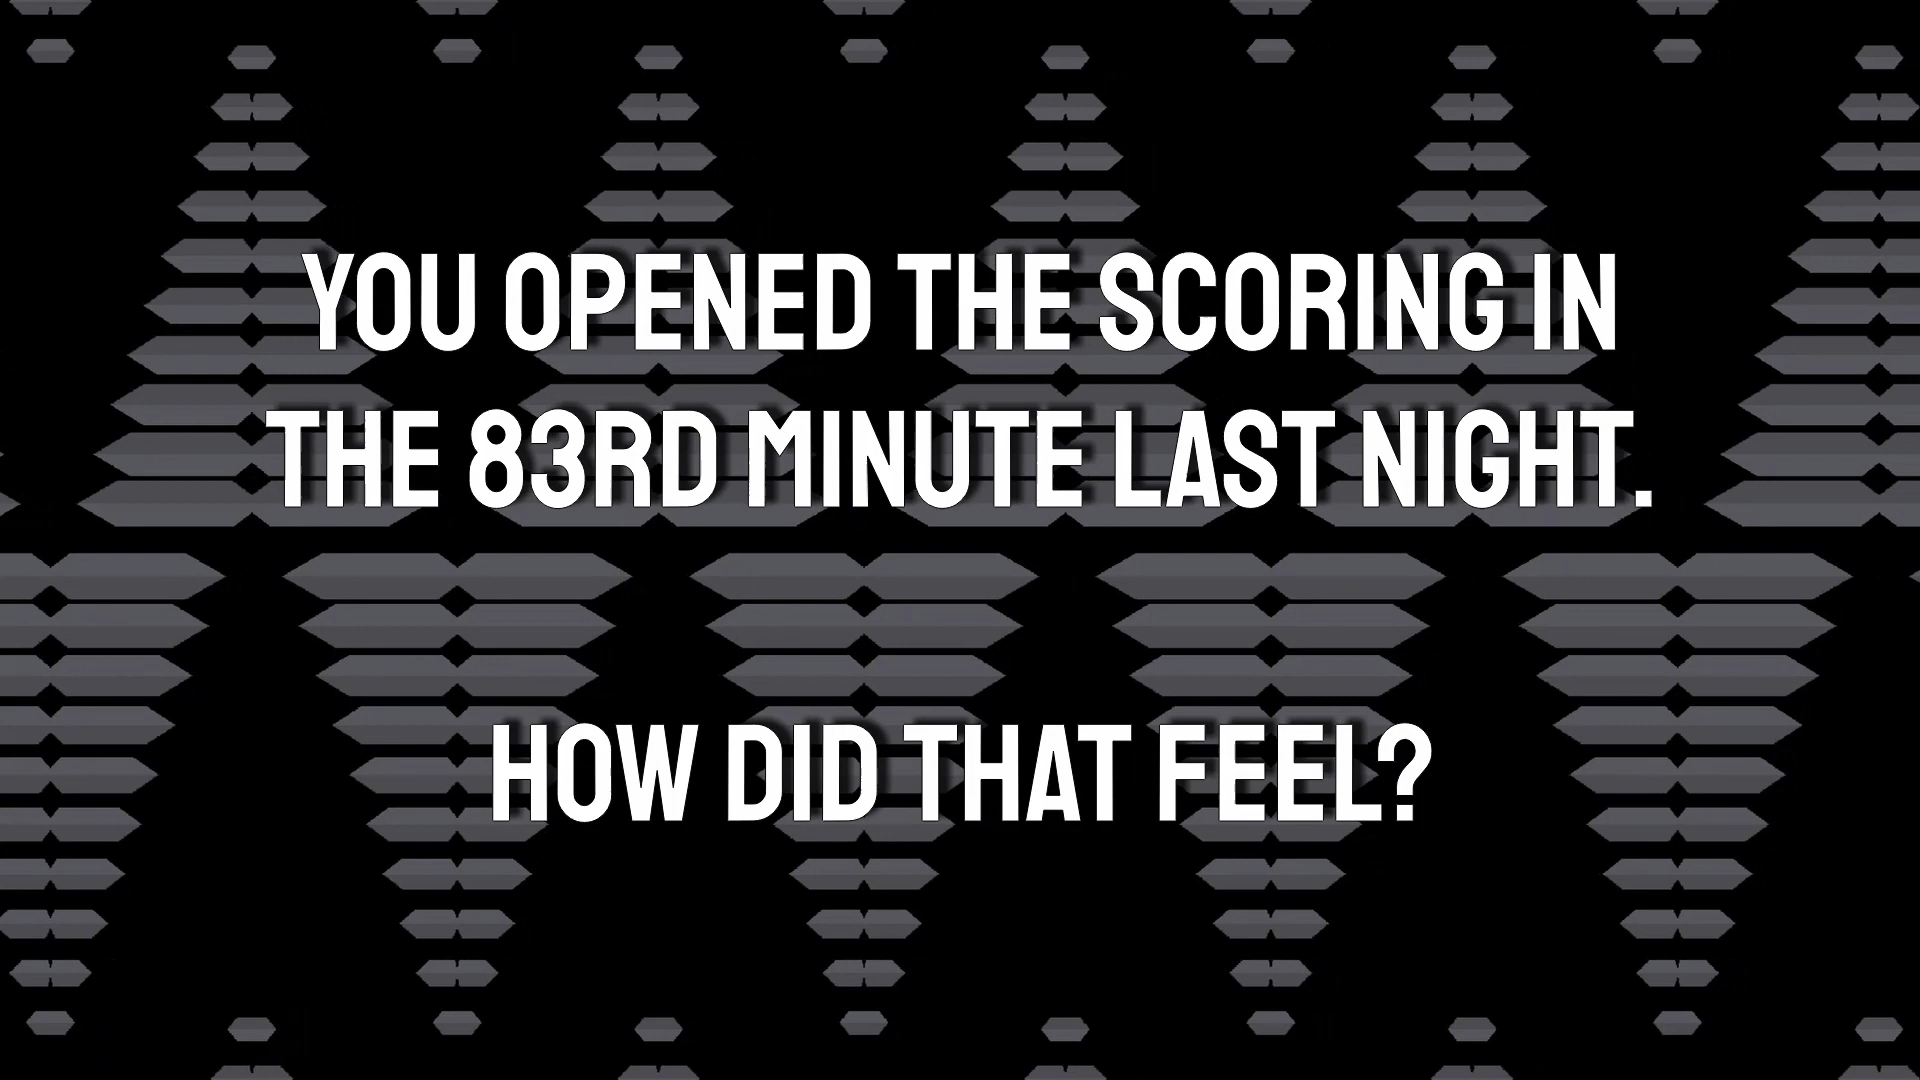 YOU OPENED THE SCORING IN
THE 83RD MINUTE LAST NIGHT.
HOW DID THAT FEEL?